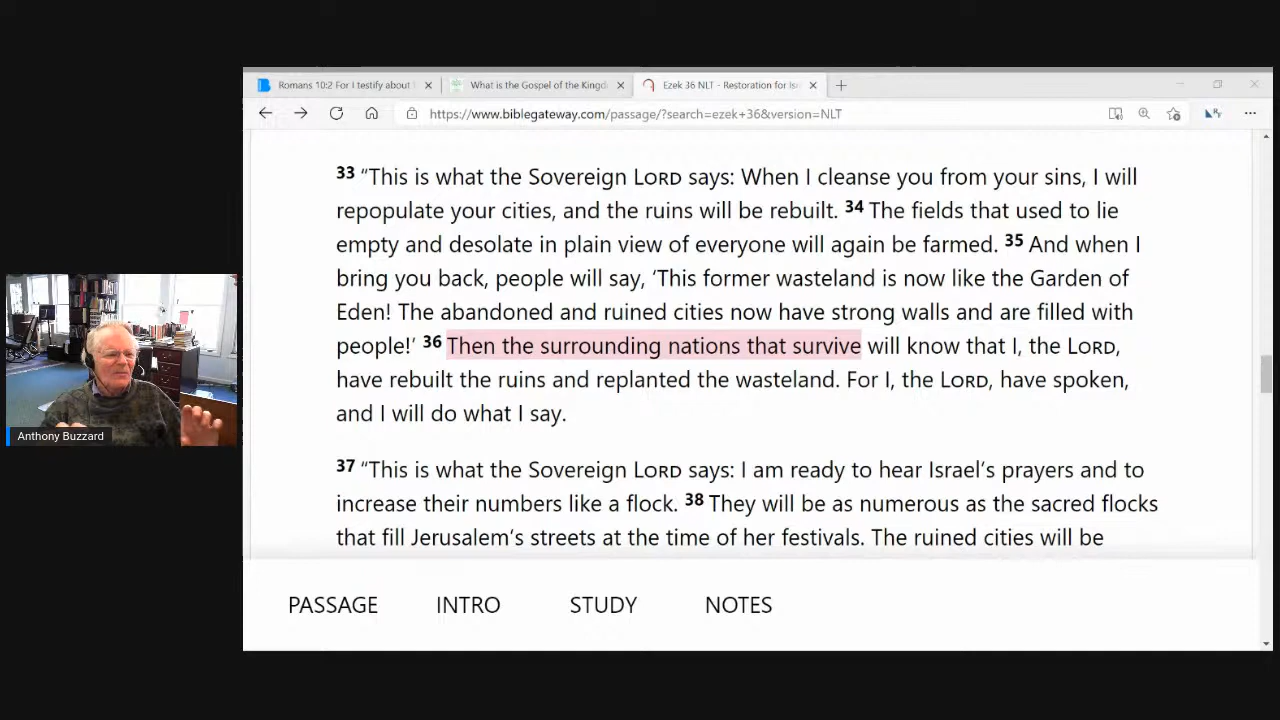 Romans 10:2 For I testify about
What is the Gospel of the Kingd
Ezek 36 NLT - Restoration for Isr
https://www.biblegateway.com/passage/?search=ezek+36&version=NLT
33 “This is what the Sovereign LORD says: When I cleanse you from your sins, I will
repopulate your cities, and the ruins will be rebuilt. 34 The fields that used to lie
empty and desolate in plain view of everyone will again be farmed. 35 And when I
bring you back, people will say, ‘This former wasteland is now like the Garden of
Eden! The abandoned and ruined cities now have strong walls and are filled with
people!’ 36 Then the surrounding nations that survive will know that I, the LORD,
have rebuilt the ruins and replanted the wasteland. For I, the LORD, have spoken,
and I will do what I say.
37 “This is what the Sovereign LORD says: I am ready to hear Israel’s prayers and to
increase their numbers like a flock. 38 They will be as numerous as the sacred flocks
that fill Jerusalem’s streets at the time of her festivals. The ruined cities will be
PASSAGE INTRO STUDY NOTES
Anthony Buzzard